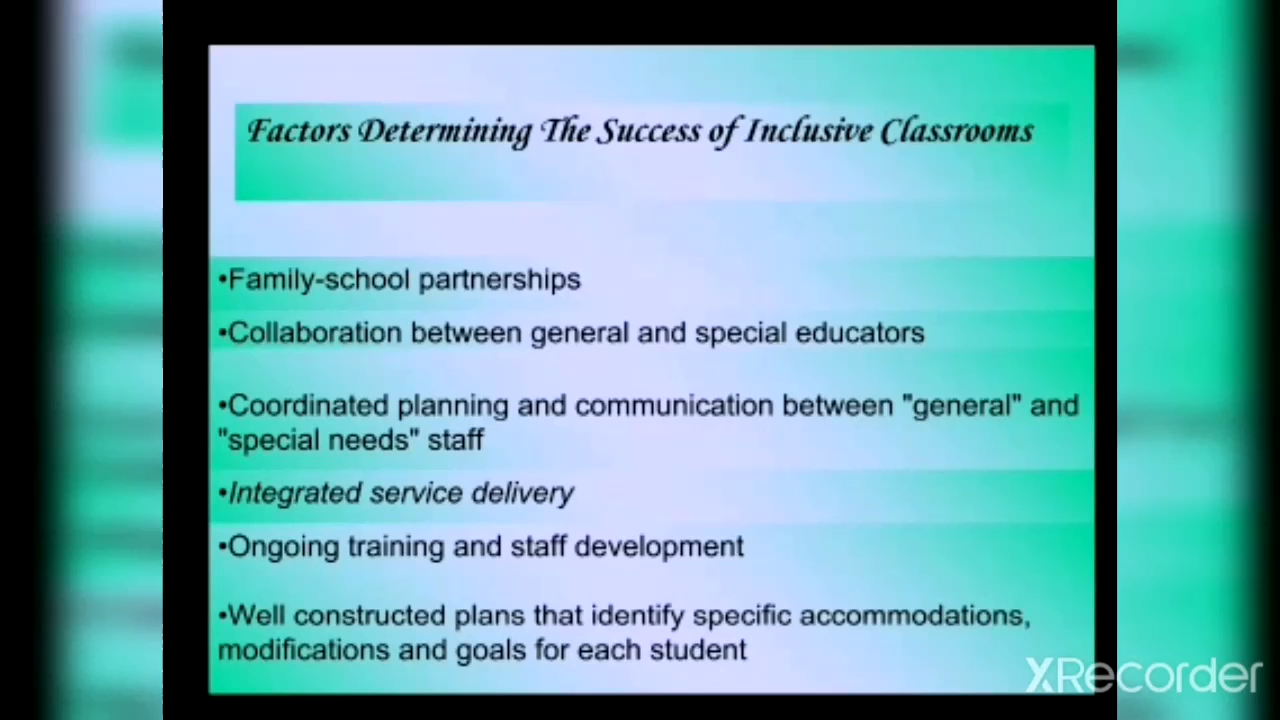 Factors Determining The Success of Inclusive Classrooms
•Family-school partnerships
•Collaboration between general and special educators
•Coordinated planning and communication between "general" and
"special needs" staff
•Integrated service delivery
•Ongoing training and staff development
•Well constructed plans that identify specific accommodations,
modifications and goals for each student
XRecorder